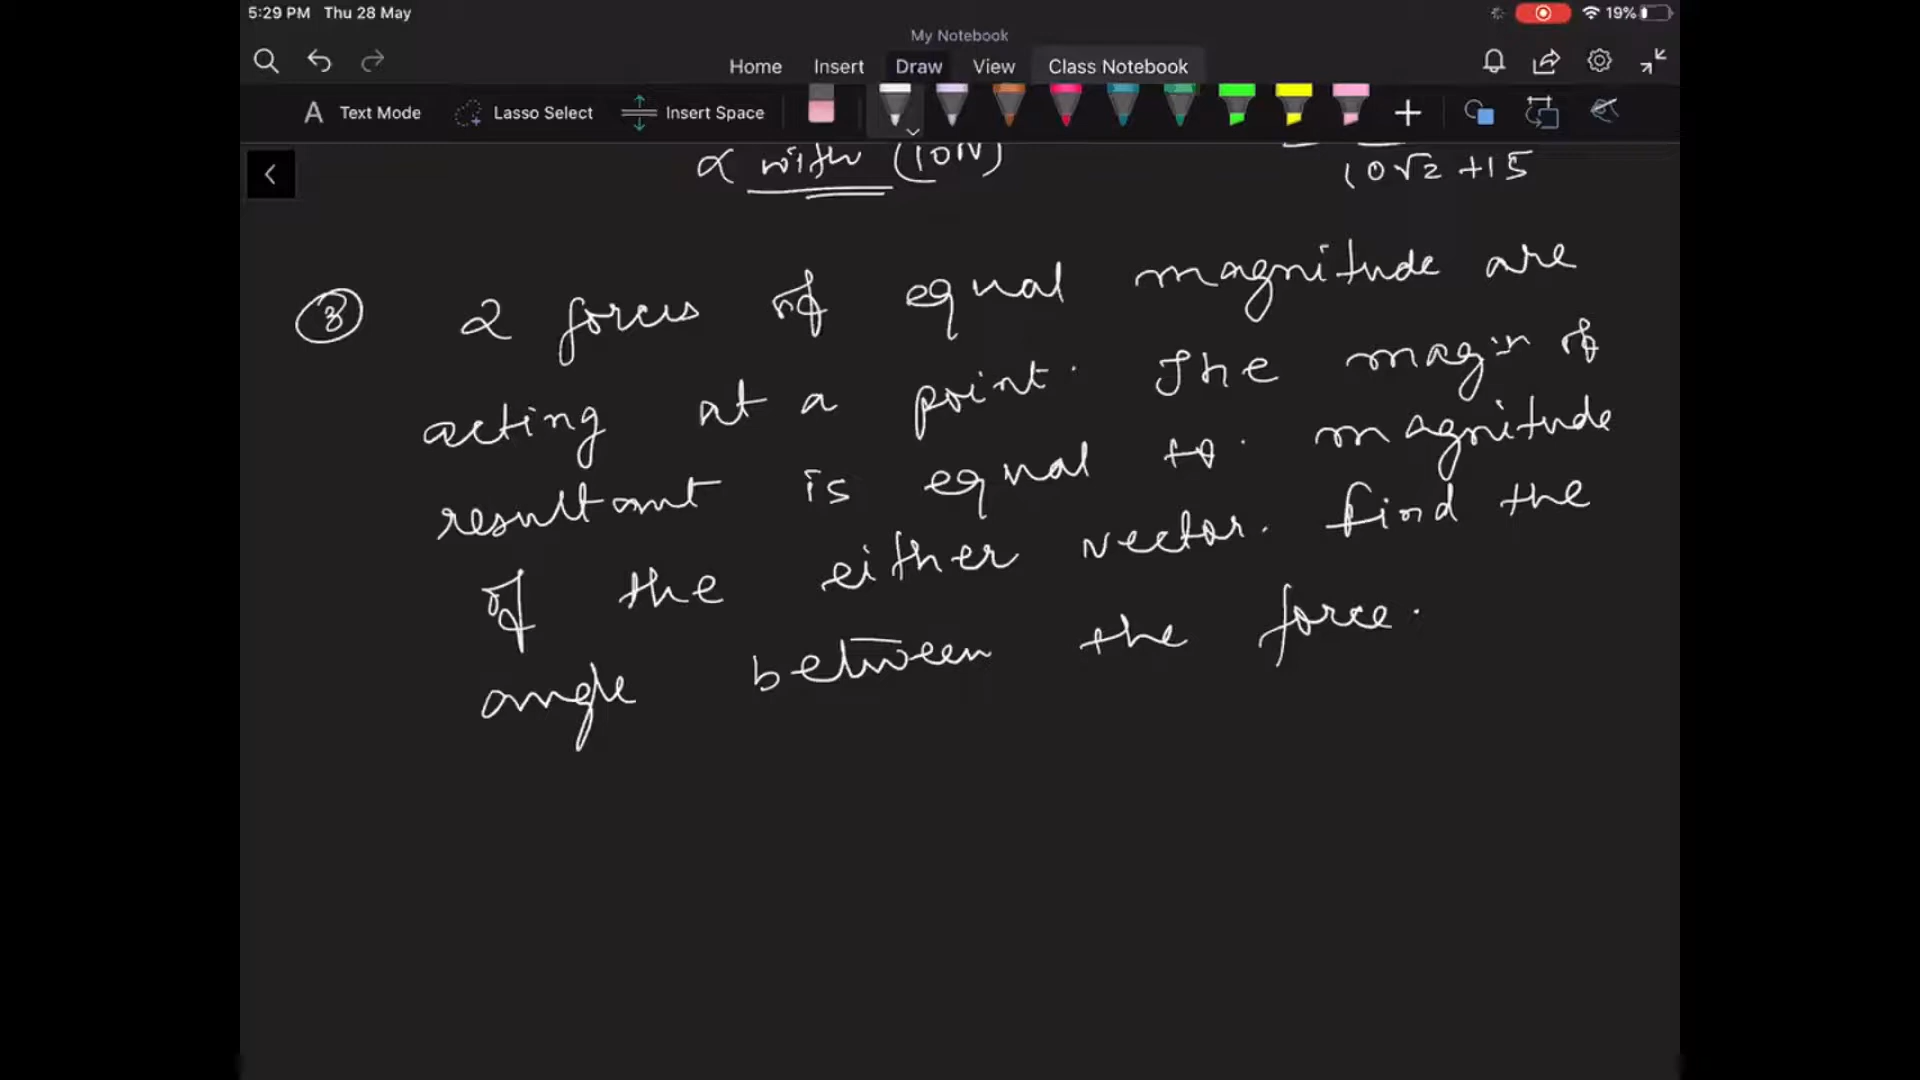 5:29 PM Thu 28 May
19%
My Notebook
Home Insert Draw View Class Notebook
A Text Mode Lasso Select Insert Space
α with (10N)
10√2 +15
③ 2 forces of equal magnitude are
acting at a point. The magn of
resultant is equal to magnitude
of the either vector. Find the
angle between the force.